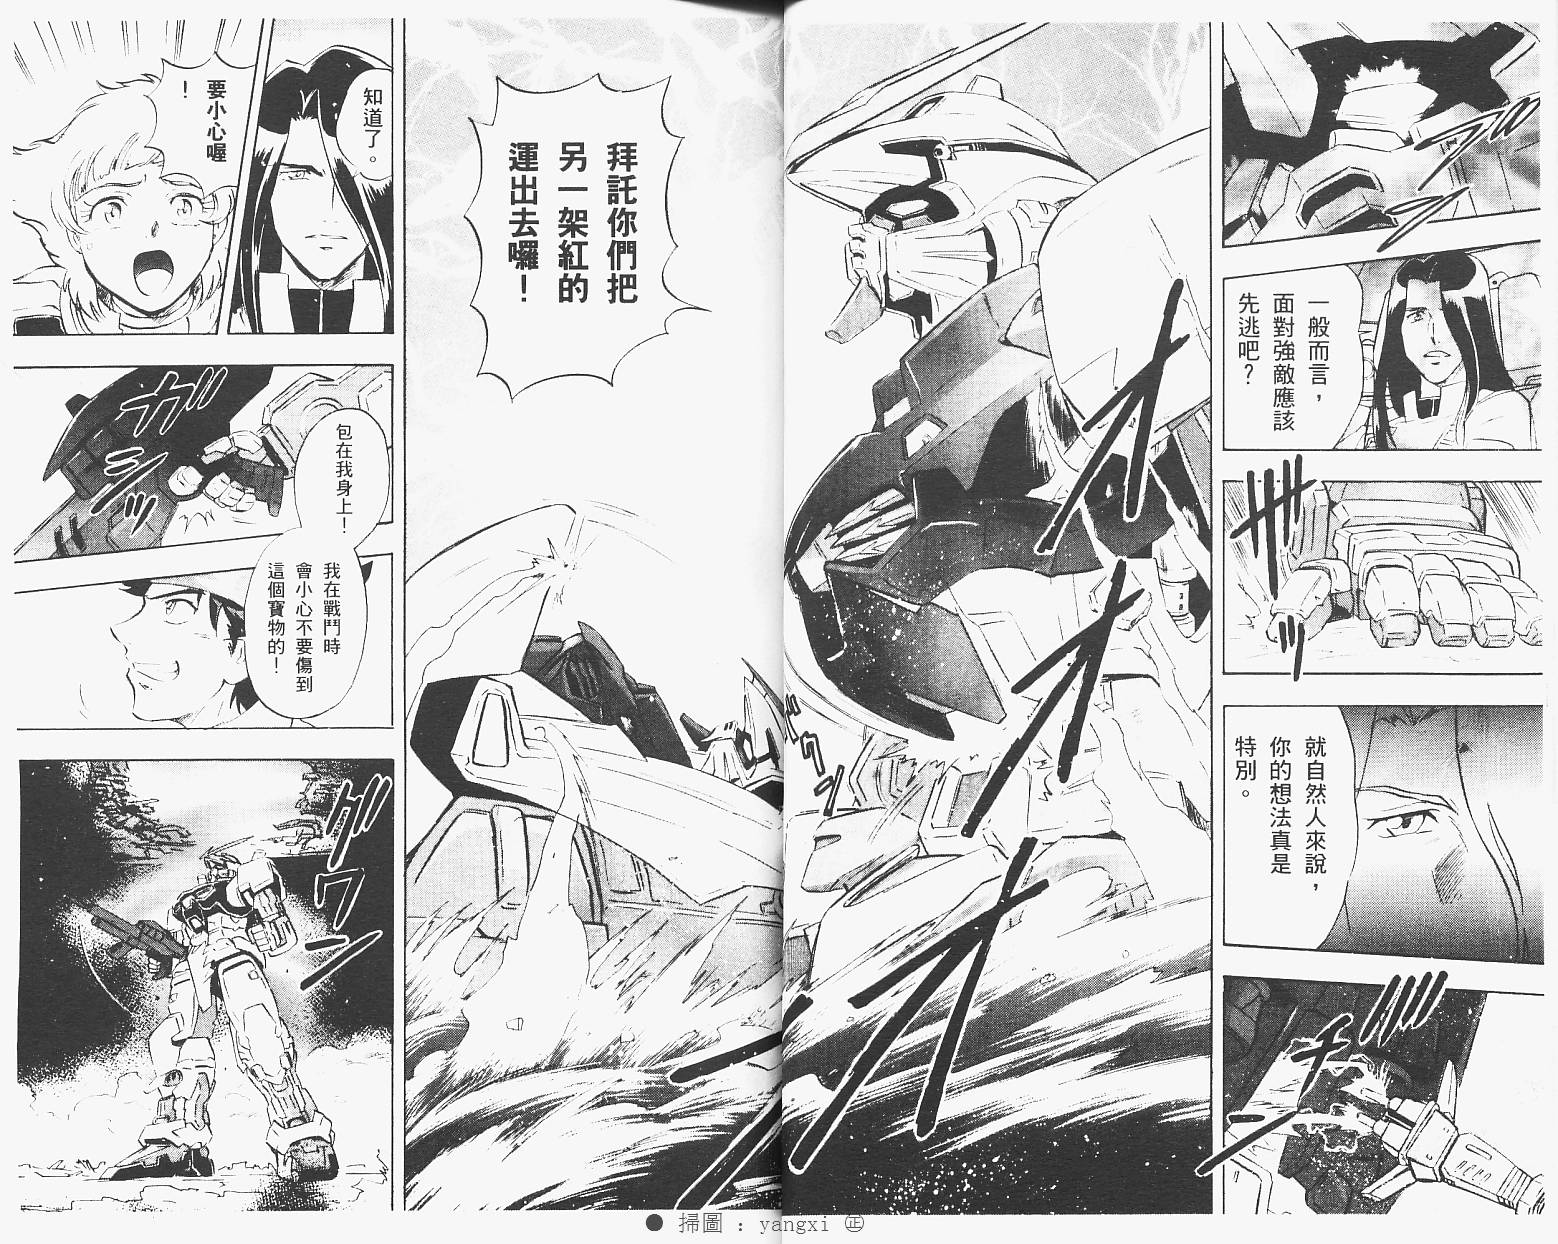 一般而言，
面對強敵應該
先逃吧？
就自然人來說，
你的想法真是
特別。
拜託你們把
另一架紅的
運出去囉！
知道了。
要小心喔
！
包在我身上！
我在戰鬥時
會小心不要傷到
這個寶物的！
● 掃圖 : yangxi ㊣